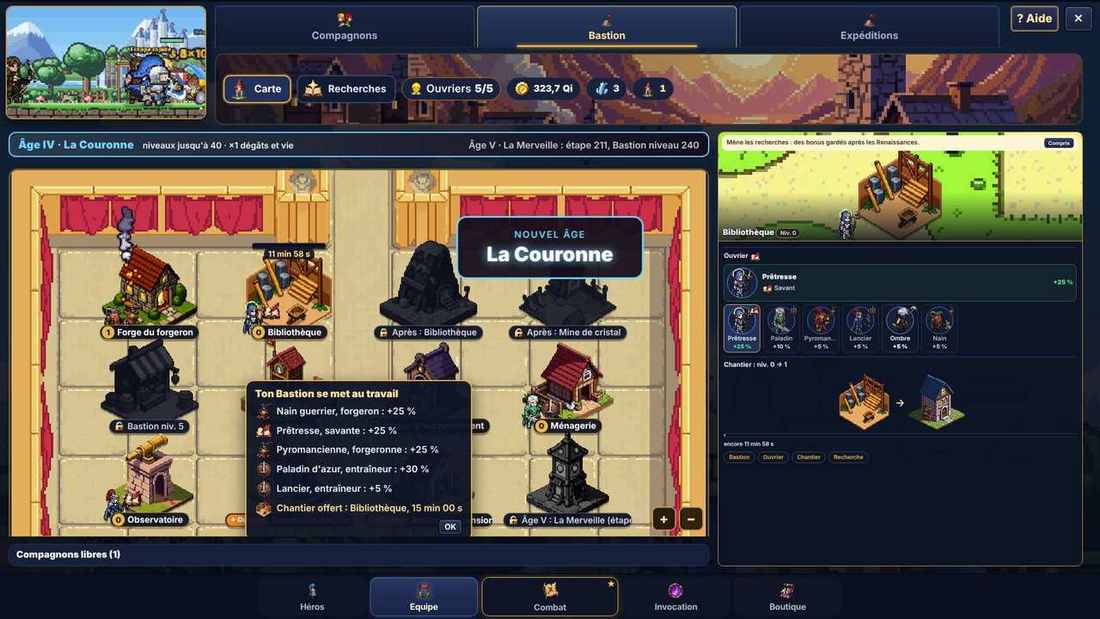 Compagnons
Bastion
Expéditions
? Aide
×
Carte
Recherches
Ouvriers 5/5
323,7 Qi
3
1
Âge IV · La Couronne
niveaux jusqu'à 40 · ×1 dégâts et vie
Âge V · La Merveille : étape 211, Bastion niveau 240
NOUVEL ÂGE
La Couronne
11 min 58 s
1 Forge du forgeron
0 Bibliothèque
Après : Bibliothèque
Après : Mine de cristal
Bastion niv. 5
0 Ménagerie
0 Observatoire
Âge V : La Merveille (étap
Ton Bastion se met au travail
Nain guerrier, forgeron : +25 %
Prêtresse, savante : +25 %
Pyromancienne, forgeronne : +25 %
Paladin d'azur, entraîneur : +30 %
Lancier, entraîneur : +5 %
Chantier offert : Bibliothèque, 15 min 00 s
OK
+
−
Compagnons libres (1)
Mène les recherches : des bonus gardés après les Renaissances.
Compris
Bibliothèque
Niv. 0
Ouvrier
Prêtresse
Savant
+25 %
Prêtresse
+25 %
Paladin
+10 %
Pyroman...
+5 %
Lancier
+5 %
Ombre
+5 %
Nain
+5 %
Chantier : niv. 0 → 1
encore 11 min 58 s
Bastion
Ouvrier
Chantier
Recherche
Héros
Equipe
Combat
Invocation
Boutique